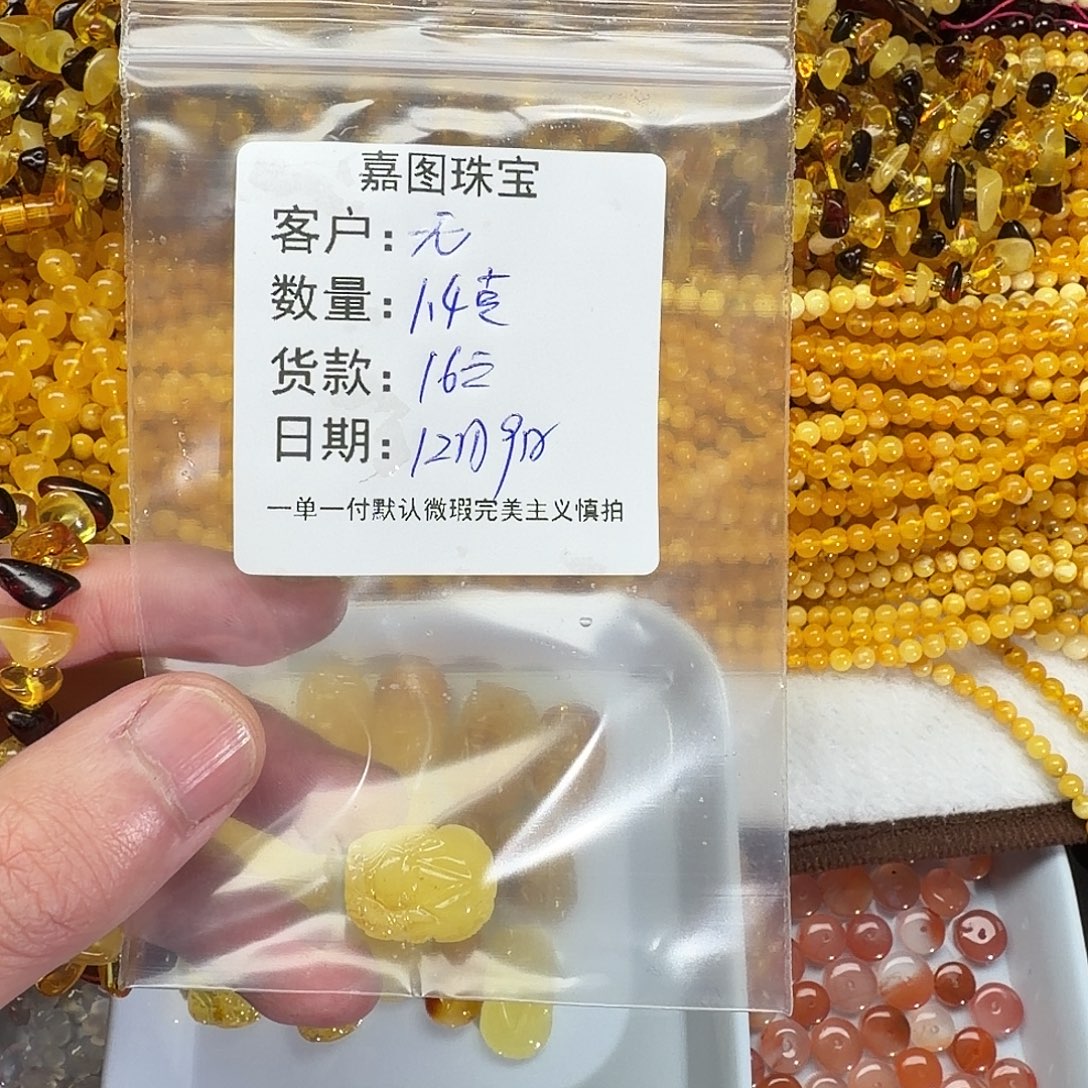 嘉图珠宝
客户：无
数量：1.4克
货款：16元
日期：12月9日
一单一付默认微瑕完美主义慎拍